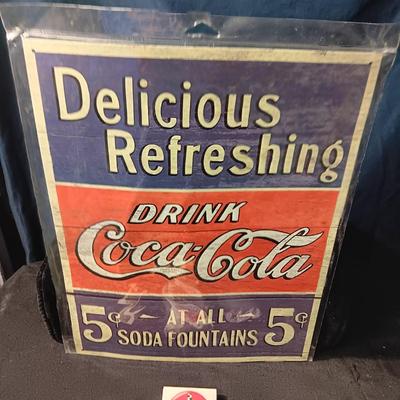 Delicious
Refreshing
DRINK
Coca-Cola
5¢ AT ALL 5¢
SODA FOUNTAINS